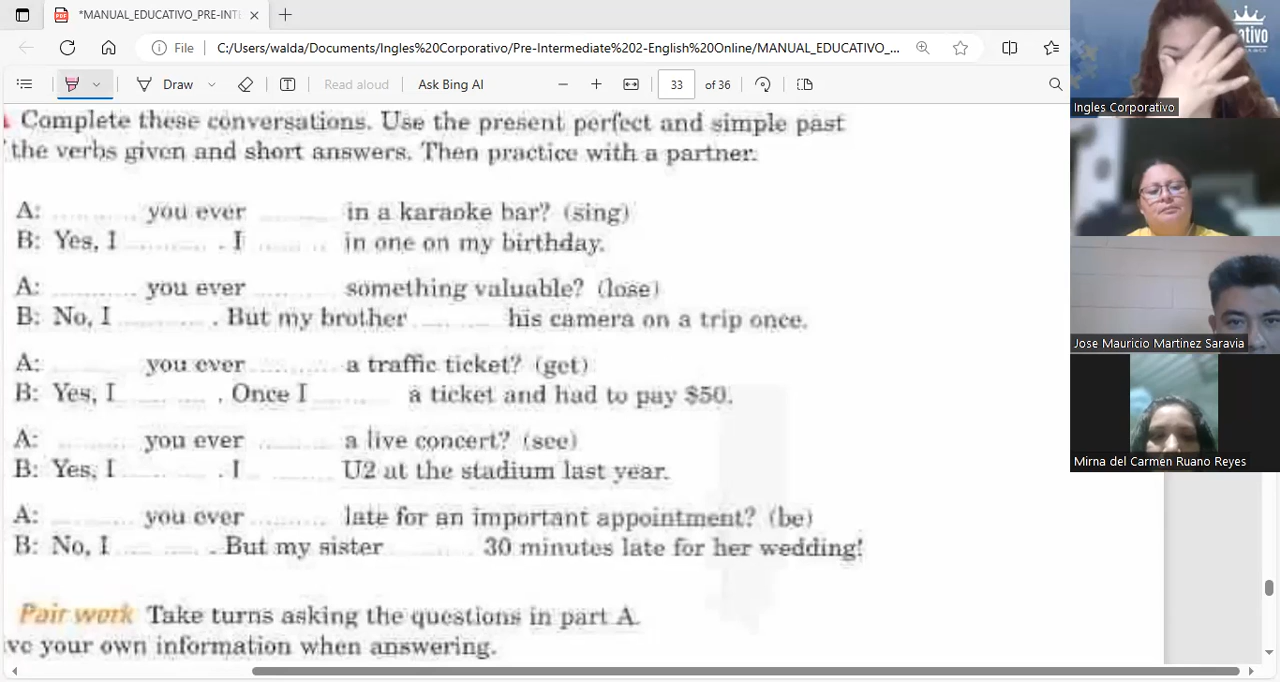 *MANUAL_EDUCATIVO_PRE-INTE
File
C:/Users/walda/Documents/Ingles%20Corporativo/Pre-Intermediate%202-English%20Online/MANUAL_EDUCATIVO_...
Draw
Read aloud
Ask Bing AI
33 of 36
Complete these conversations. Use the present perfect and simple past
the verbs given and short answers. Then practice with a partner.
A: .......... you ever .......... in a karaoke bar? (sing)
B: Yes, I .......... . I .......... in one on my birthday.
A: .......... you ever .......... something valuable? (lose)
B: No, I .......... . But my brother .......... his camera on a trip once.
A: .......... you ever .......... a traffic ticket? (get)
B: Yes, I .......... . Once I .......... a ticket and had to pay $50.
A: .......... you ever .......... a live concert? (see)
B: Yes, I .......... . I .......... U2 at the stadium last year.
A: .......... you ever .......... late for an important appointment? (be)
B: No, I .......... . But my sister .......... 30 minutes late for her wedding!
Pair work Take turns asking the questions in part A.
ve your own information when answering.
ativo
Ingles Corporativo
Jose Mauricio Martinez Saravia
Mirna del Carmen Ruano Reyes